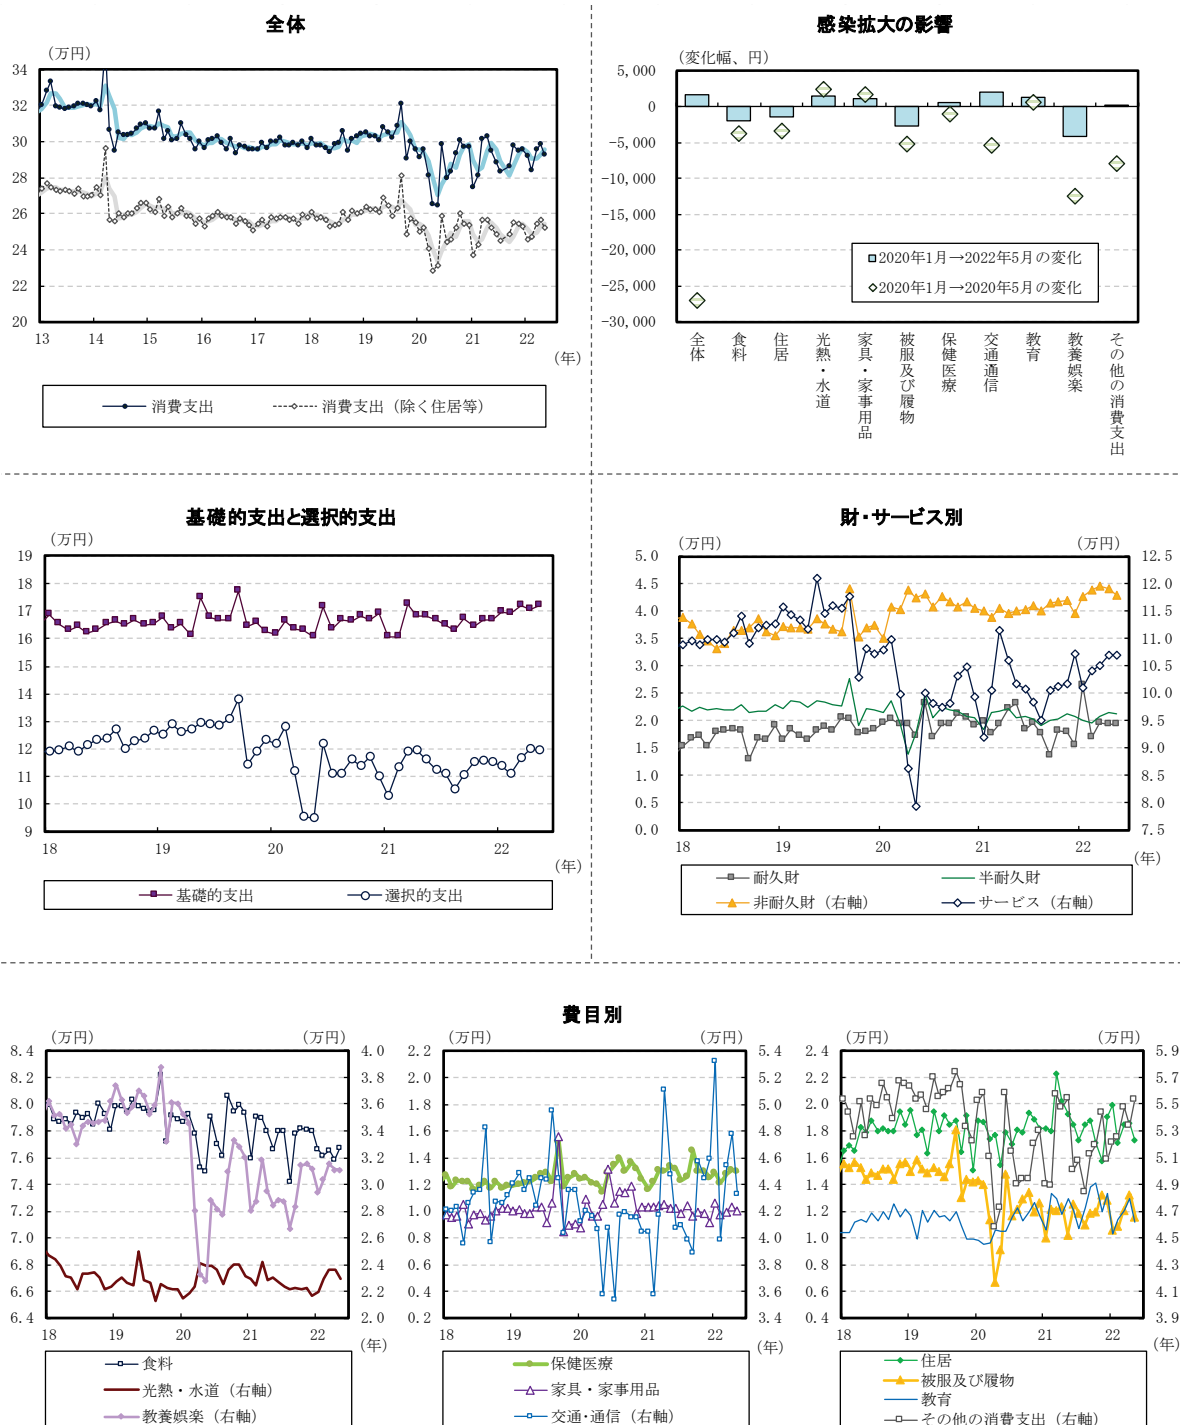 全体
（万円）
34
32
30
28
26
24
22
20
13 14 15 16 17 18 19 20 21 22
（年）
消費支出 消費支出（除く住居等）
感染拡大の影響
（変化幅、円）
5,000
0
−5,000
−10,000
−15,000
−20,000
−25,000
−30,000
2020年1月→2022年5月の変化
2020年1月→2020年5月の変化
全体
食料
住居
光熱・水道
家具・家事用品
被服及び履物
保健医療
交通通信
教育
教養娯楽
その他の消費支出
基礎的支出と選択的支出
（万円）
19
18
17
16
15
14
13
12
11
10
9
18 19 20 21 22
（年）
基礎的支出 選択的支出
財・サービス別
（万円） （万円）
5.0 12.5
4.5 12.0
4.0 11.5
3.5 11.0
3.0 10.5
2.5 10.0
2.0 9.5
1.5 9.0
1.0 8.5
0.5 8.0
0.0 7.5
18 19 20 21 22
（年）
耐久財 半耐久財
非耐久財（右軸） サービス（右軸）
費目別
（万円） （万円）
8.4 4.0
8.2 3.8
8.0 3.6
7.8 3.4
7.6 3.2
7.4 3.0
7.2 2.8
7.0 2.6
6.8 2.4
6.6 2.2
6.4 2.0
18 19 20 21 22
（年）
食料
光熱・水道（右軸）
教養娯楽（右軸）
（万円） （万円）
2.2 5.4
2.0 5.2
1.8 5.0
1.6 4.8
1.4 4.6
1.2 4.4
1.0 4.2
0.8 4.0
0.6 3.8
0.4 3.6
0.2 3.4
18 19 20 21 22
（年）
保健医療
家具・家事用品
交通・通信（右軸）
（万円） （万円）
2.4 5.9
2.2 5.7
2.0 5.5
1.8 5.3
1.6 5.1
1.4 4.9
1.2 4.7
1.0 4.5
0.8 4.3
0.6 4.1
0.4 3.9
18 19 20 21 22
（年）
住居
被服及び履物
教育
その他の消費支出（右軸）